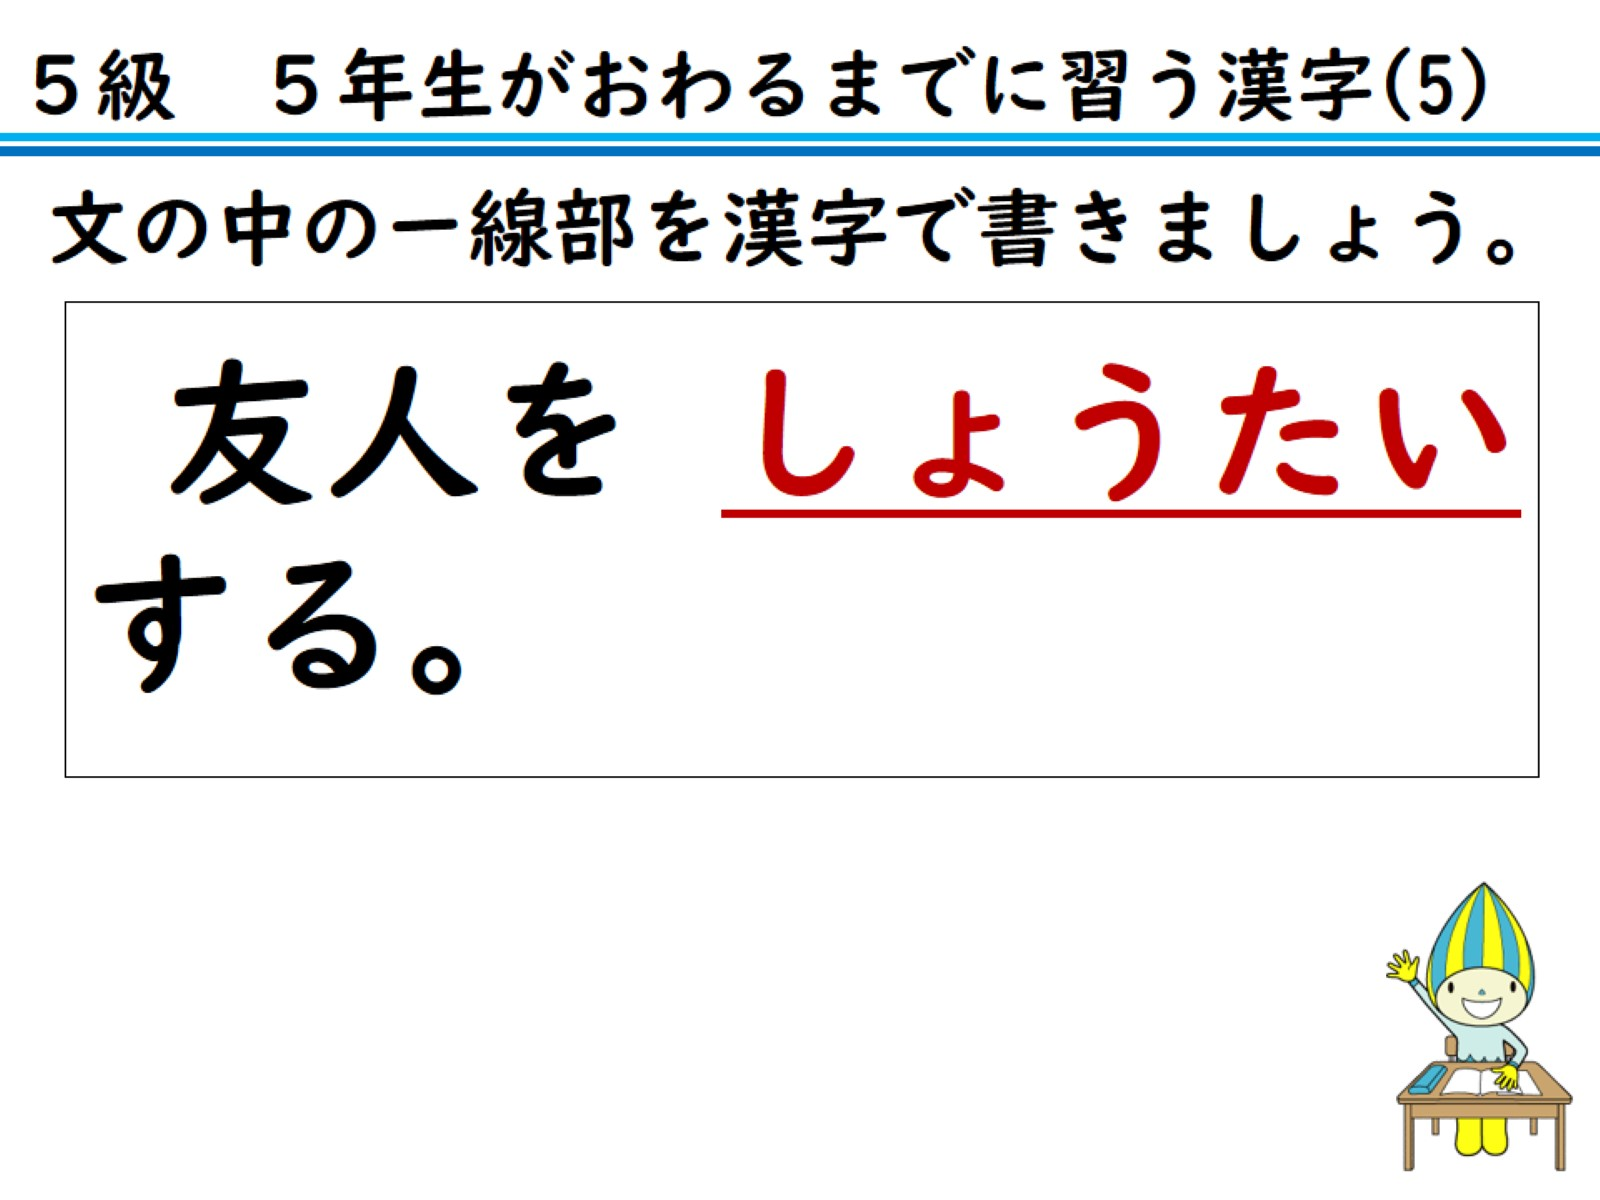 ５級　５年生がおわるまでに習う漢字(5)
文の中の一線部を漢字で書きましょう。
友人を しょうたい
する。